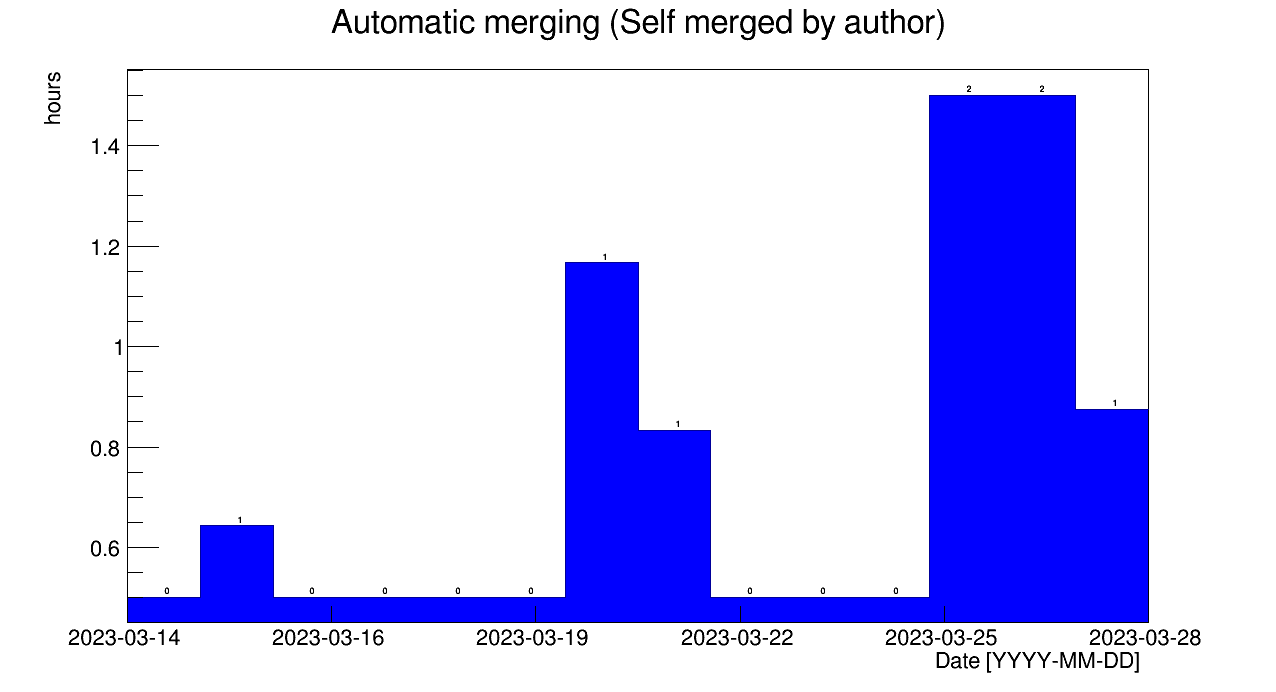 Automatic merging (Self merged by author)
hours
1.4
1.2
1
0.8
0.6
0 1 0 0 0 0 1 1 0 0 0 2 2 1
2023-03-14 2023-03-16 2023-03-19 2023-03-22 2023-03-25 2023-03-28
Date [YYYY-MM-DD]